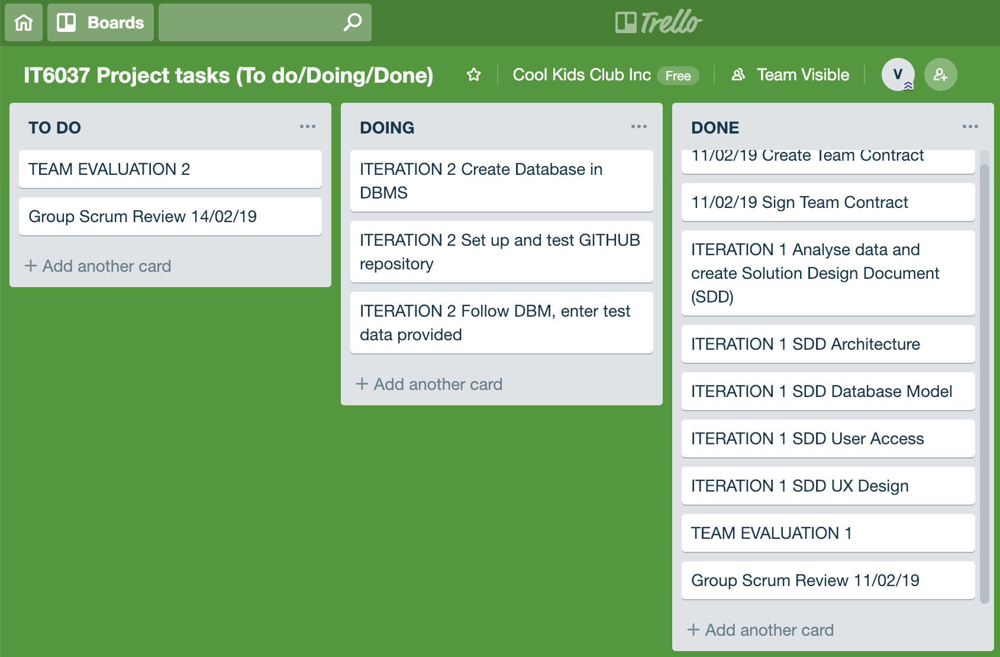 Boards
Trello
IT6037 Project tasks (To do/Doing/Done)
Cool Kids Club Inc Free
Team Visible
V
TO DO
TEAM EVALUATION 2
Group Scrum Review 14/02/19
+ Add another card
DOING
ITERATION 2 Create Database in
DBMS
ITERATION 2 Set up and test GITHUB
repository
ITERATION 2 Follow DBM, enter test
data provided
+ Add another card
DONE
11/02/19 Create Team Contract
11/02/19 Sign Team Contract
ITERATION 1 Analyse data and
create Solution Design Document
(SDD)
ITERATION 1 SDD Architecture
ITERATION 1 SDD Database Model
ITERATION 1 SDD User Access
ITERATION 1 SDD UX Design
TEAM EVALUATION 1
Group Scrum Review 11/02/19
+ Add another card